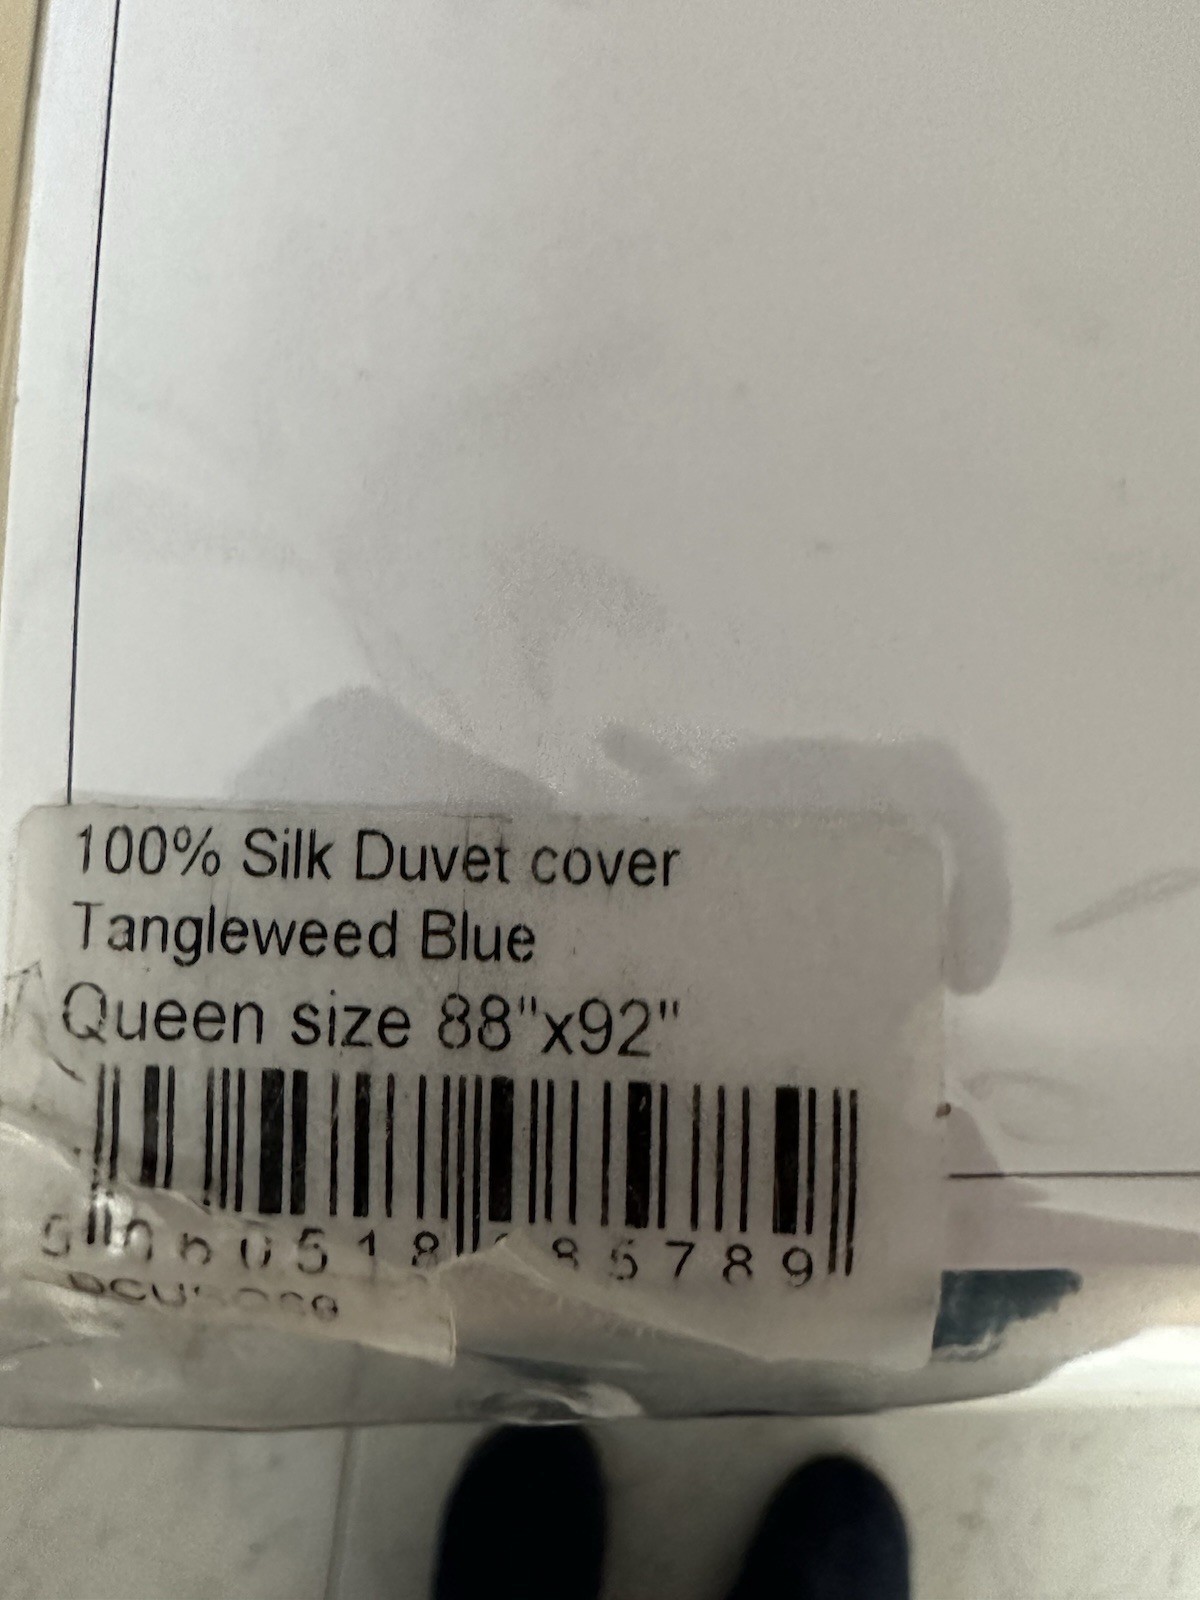 100% Silk Duvet cover
Tangleweed Blue
Queen size 88"x92"